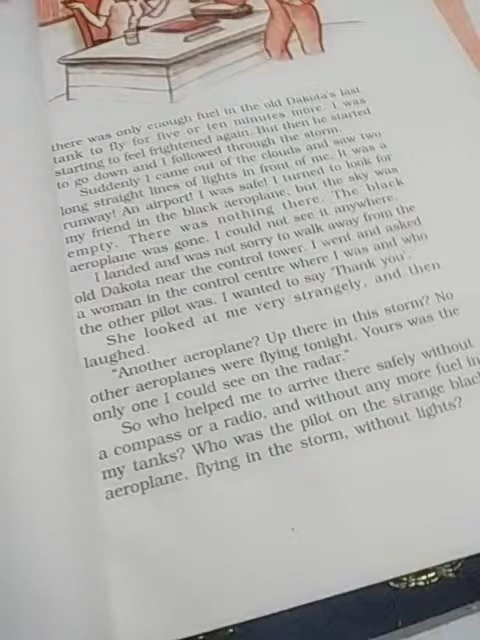 there was only enough fuel in the old Dakota's last
tank to fly for five or ten minutes more. I was
starting to feel frightened again. But then he started
to go down and I followed through the storm.
Suddenly I came out of the clouds and saw two
long straight lines of lights in front of me. It was a
runway! An airport! I was safe! I turned to look for
my friend in the black aeroplane, but the sky was
empty. There was nothing there. The black
aeroplane was gone. I could not see it anywhere.
I landed and was not sorry to walk away from the
old Dakota near the control tower. I went and asked
a woman in the control centre where I was and who
the other pilot was. I wanted to say 'Thank you'.
She looked at me very strangely, and then
laughed.
"Another aeroplane? Up there in this storm? No
other aeroplanes were flying tonight. Yours was the
only one I could see on the radar."
So who helped me to arrive there safely without
a compass or a radio, and without any more fuel in
my tanks? Who was the pilot on the strange black
aeroplane, flying in the storm, without lights?